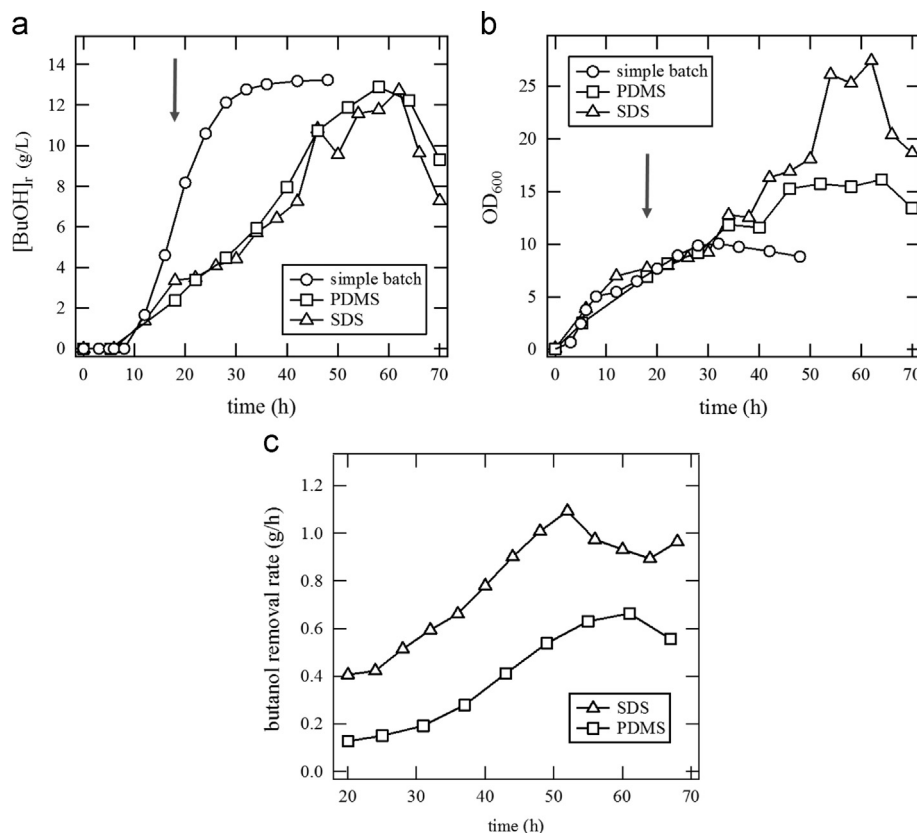 a
14
12
10
8
6
4
2
0
[BuOH]r (g/L)
simple batch
PDMS
SDS
0 10 20 30 40 50 60 70
time (h)
b
25
20
15
10
5
0
OD600
simple batch
PDMS
SDS
0 10 20 30 40 50 60 70
time (h)
c
1.2
1.0
0.8
0.6
0.4
0.2
0.0
butanol removal rate (g/h)
SDS
PDMS
20 30 40 50 60 70
time (h)